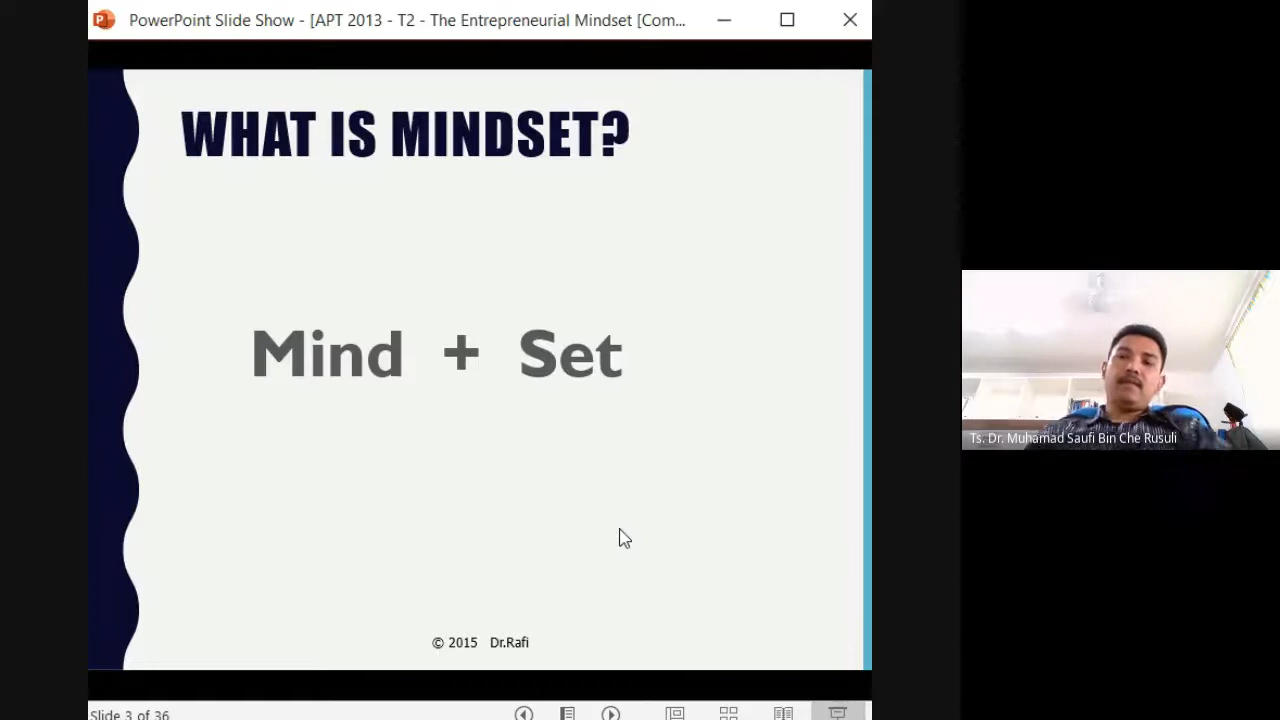 PowerPoint Slide Show - [APT 2013 - T2 - The Entrepreneurial Mindset [Com...
WHAT IS MINDSET?
Mind + Set
© 2015 Dr.Rafi
Ts. Dr. Muhamad Saufi Bin Che Rusuli
Slide 3 of 36